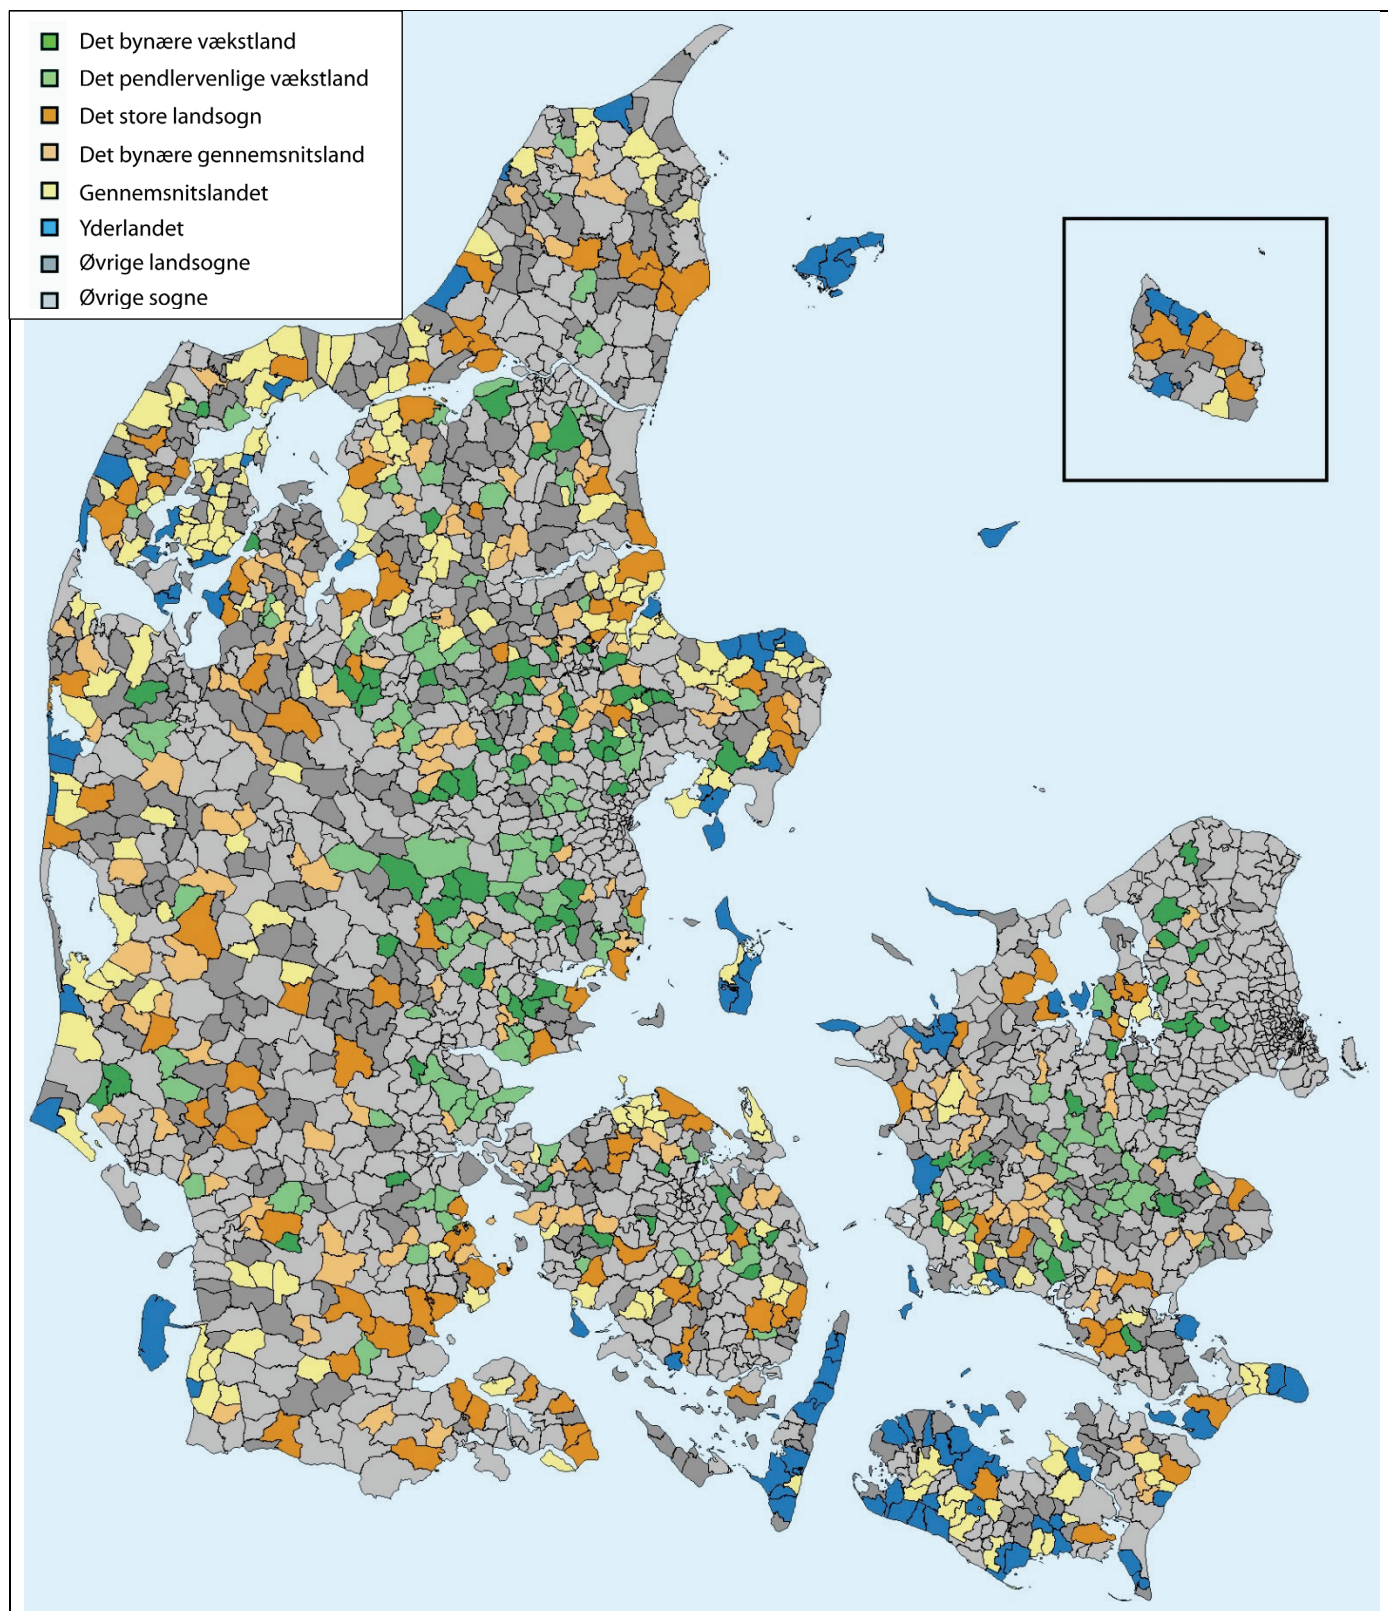 Det bynære vækstland
Det pendlervenlige vækstland
Det store landsogn
Det bynære gennemsnitsland
Gennemsnitslandet
Yderlandet
Øvrige landsogne
Øvrige sogne